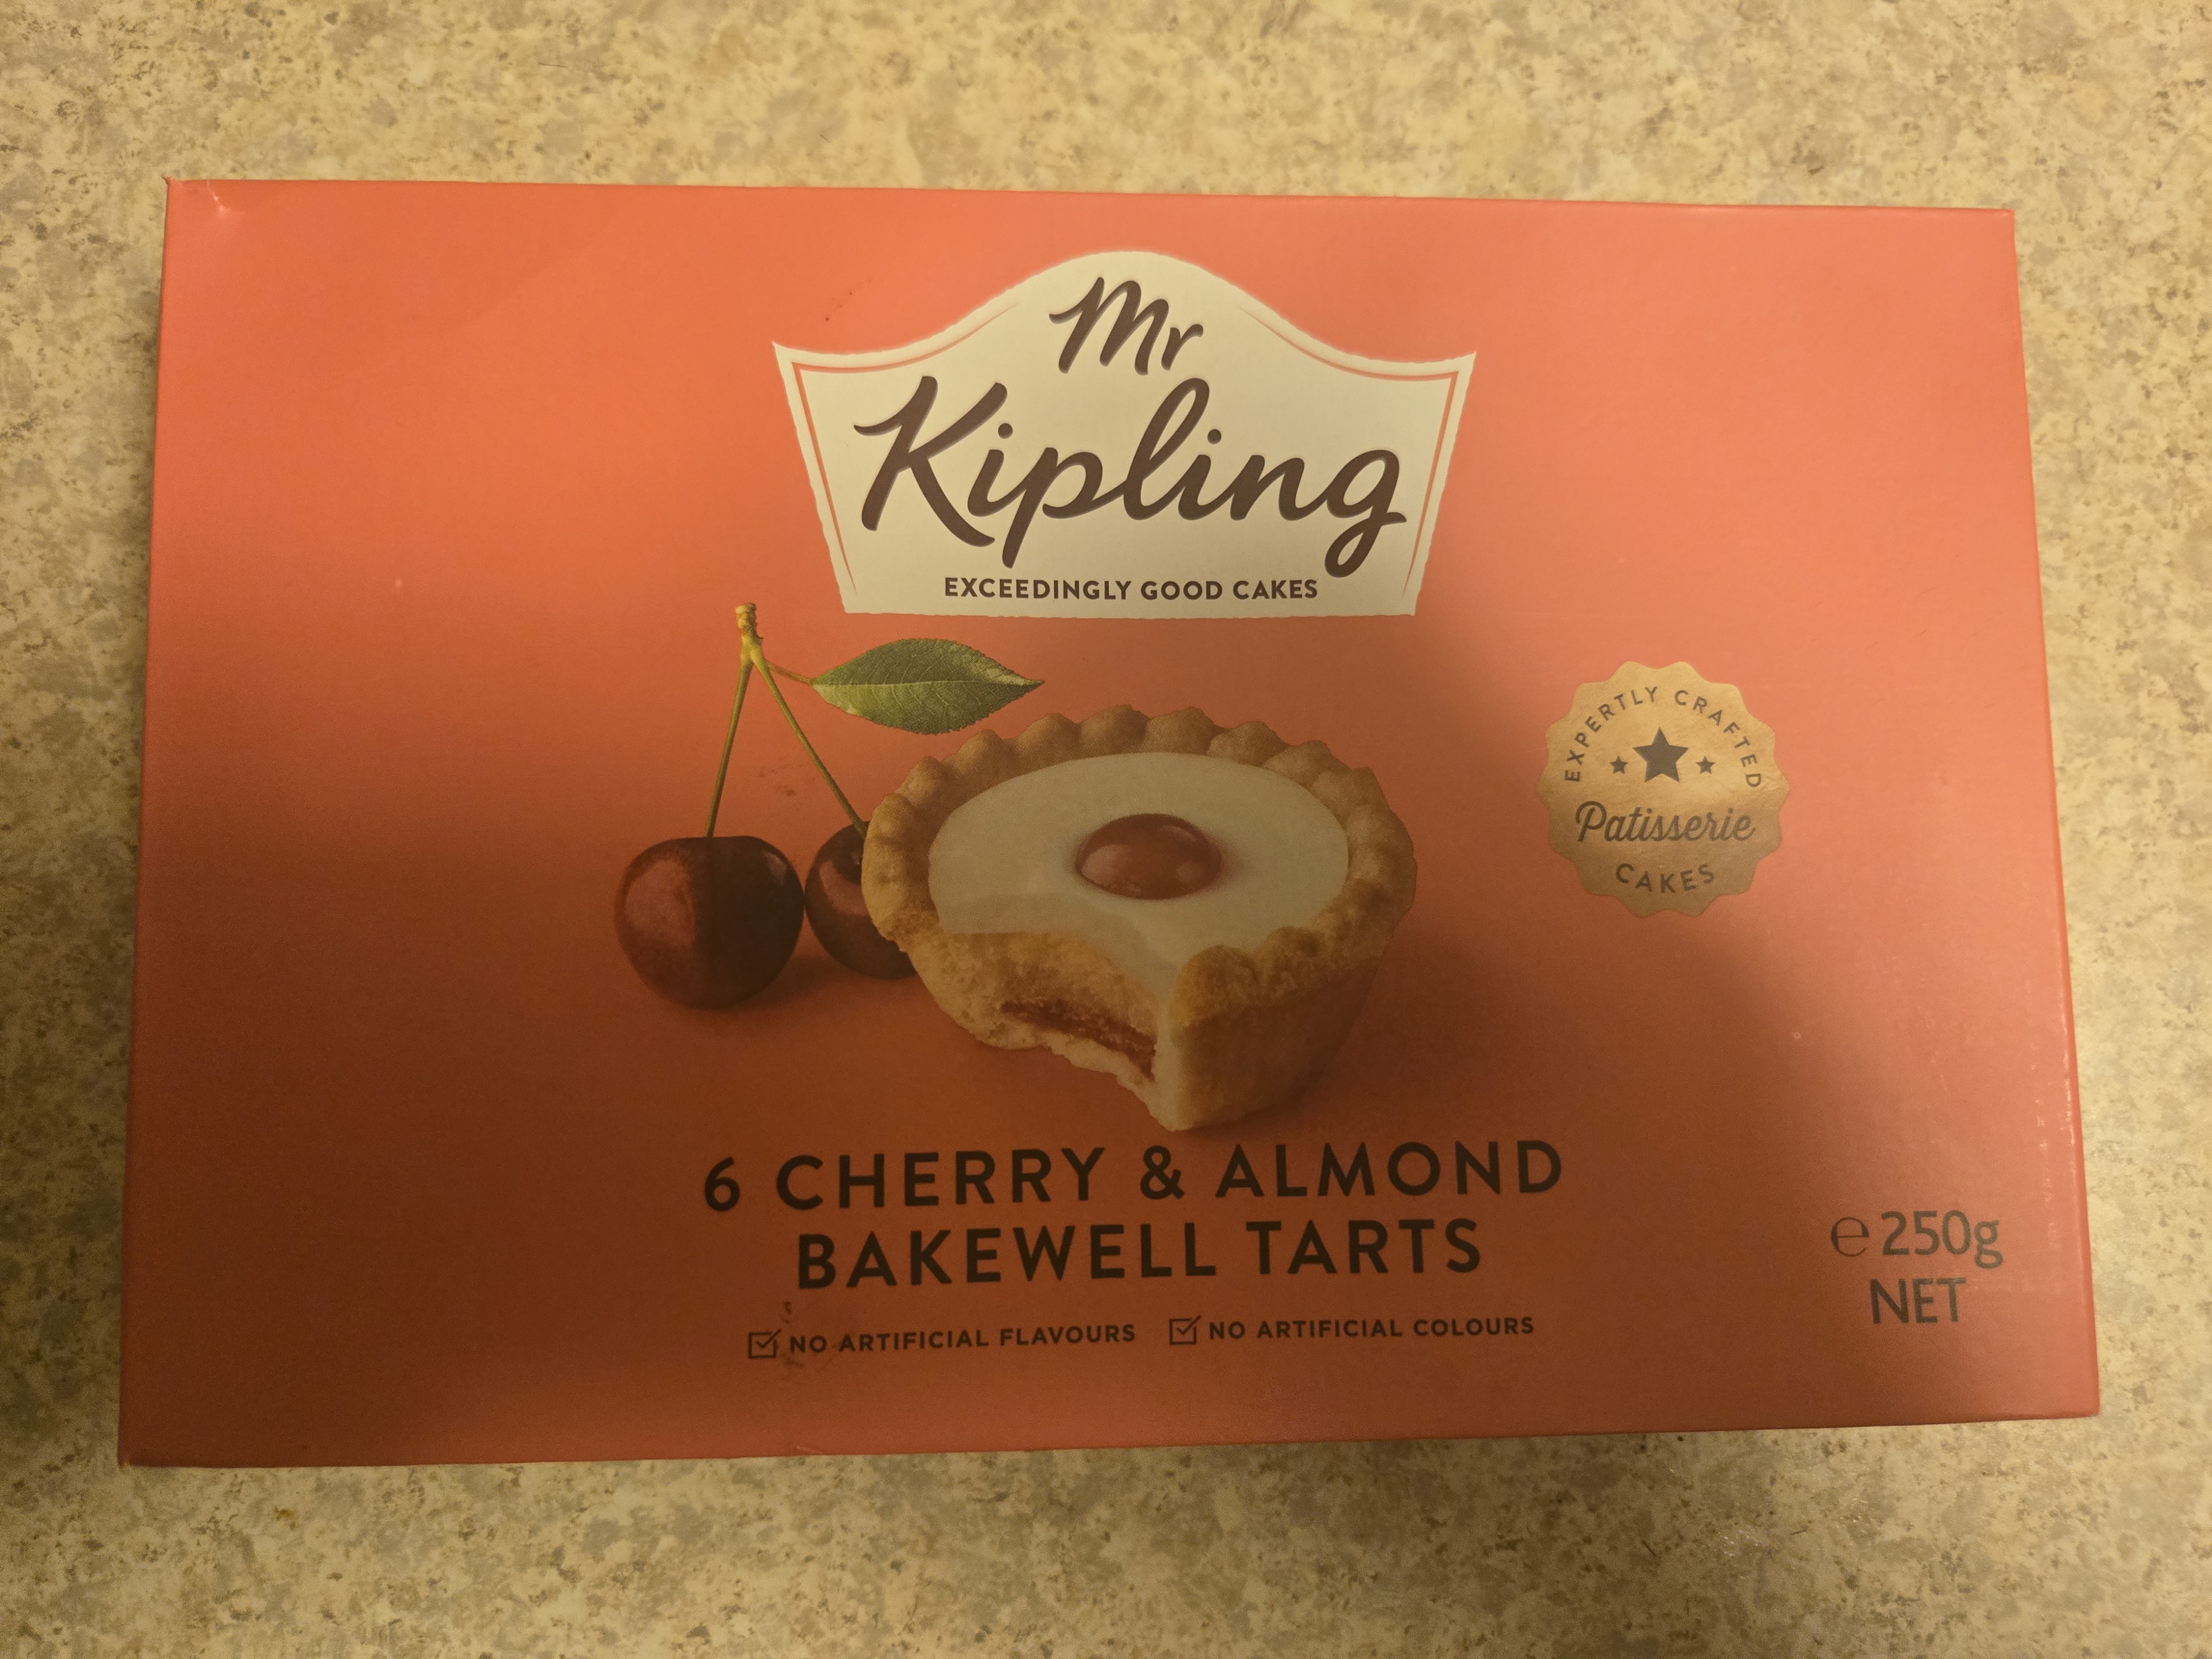 Mr
Kipling
EXCEEDINGLY GOOD CAKES
EXPERTLY CRAFTED
Patisserie
CAKES
6 CHERRY & ALMOND
BAKEWELL TARTS
℮ 250g
NET
NO ARTIFICIAL FLAVOURS NO ARTIFICIAL COLOURS